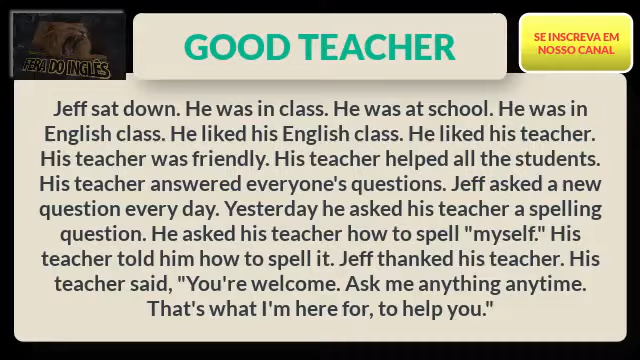 FERA DO INGLÊS
GOOD TEACHER
SE INSCREVA EM
NOSSO CANAL
Jeff sat down. He was in class. He was at school. He was in
English class. He liked his English class. He liked his teacher.
His teacher was friendly. His teacher helped all the students.
His teacher answered everyone's questions. Jeff asked a new
question every day. Yesterday he asked his teacher a spelling
question. He asked his teacher how to spell "myself." His
teacher told him how to spell it. Jeff thanked his teacher. His
teacher said, "You're welcome. Ask me anything anytime.
That's what I'm here for, to help you."